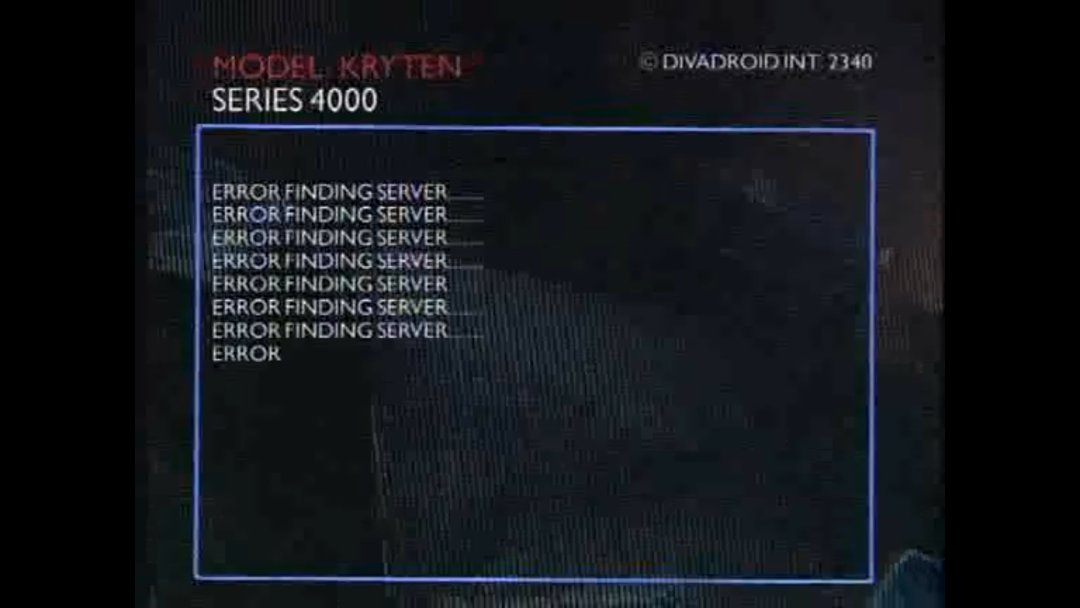 MODEL: KRYTEN
© DIVADROID INT 2340
SERIES 4000
ERROR FINDING SERVER......
ERROR FINDING SERVER......
ERROR FINDING SERVER......
ERROR FINDING SERVER......
ERROR FINDING SERVER
ERROR FINDING SERVER......
ERROR FINDING SERVER......
ERROR